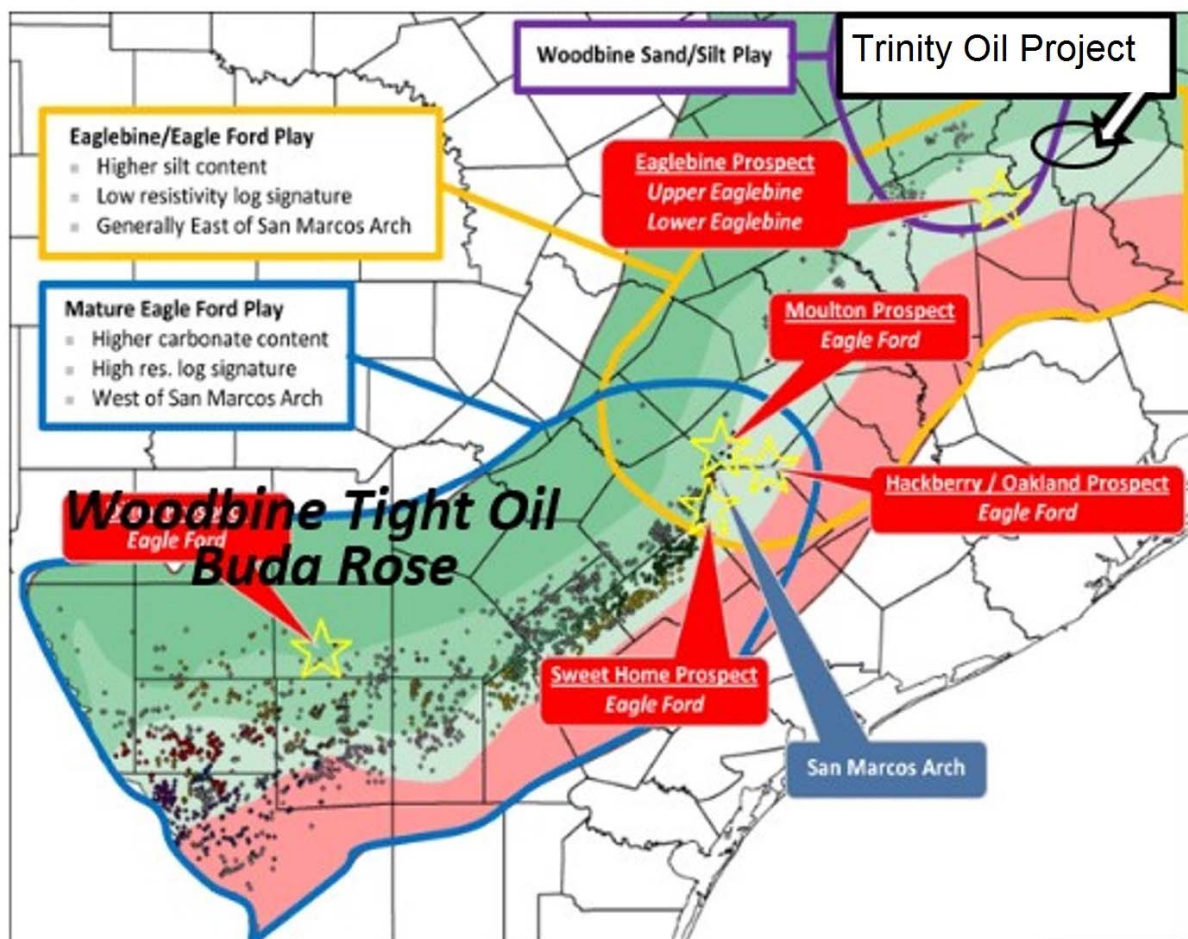 Woodbine Sand/Silt Play
Trinity Oil Project
Eaglebine/Eagle Ford Play
Higher silt content
Low resistivity log signature
Generally East of San Marcos Arch
Eaglebine Prospect
Upper Eaglebine
Lower Eaglebine
Mature Eagle Ford Play
Higher carbonate content
High res. log signature
West of San Marcos Arch
Moulton Prospect
Eagle Ford
Hackberry / Oakland Prospect
Eagle Ford
Woodbine Tight Oil
Eagle Ford
Buda Rose
Sweet Home Prospect
Eagle Ford
San Marcos Arch